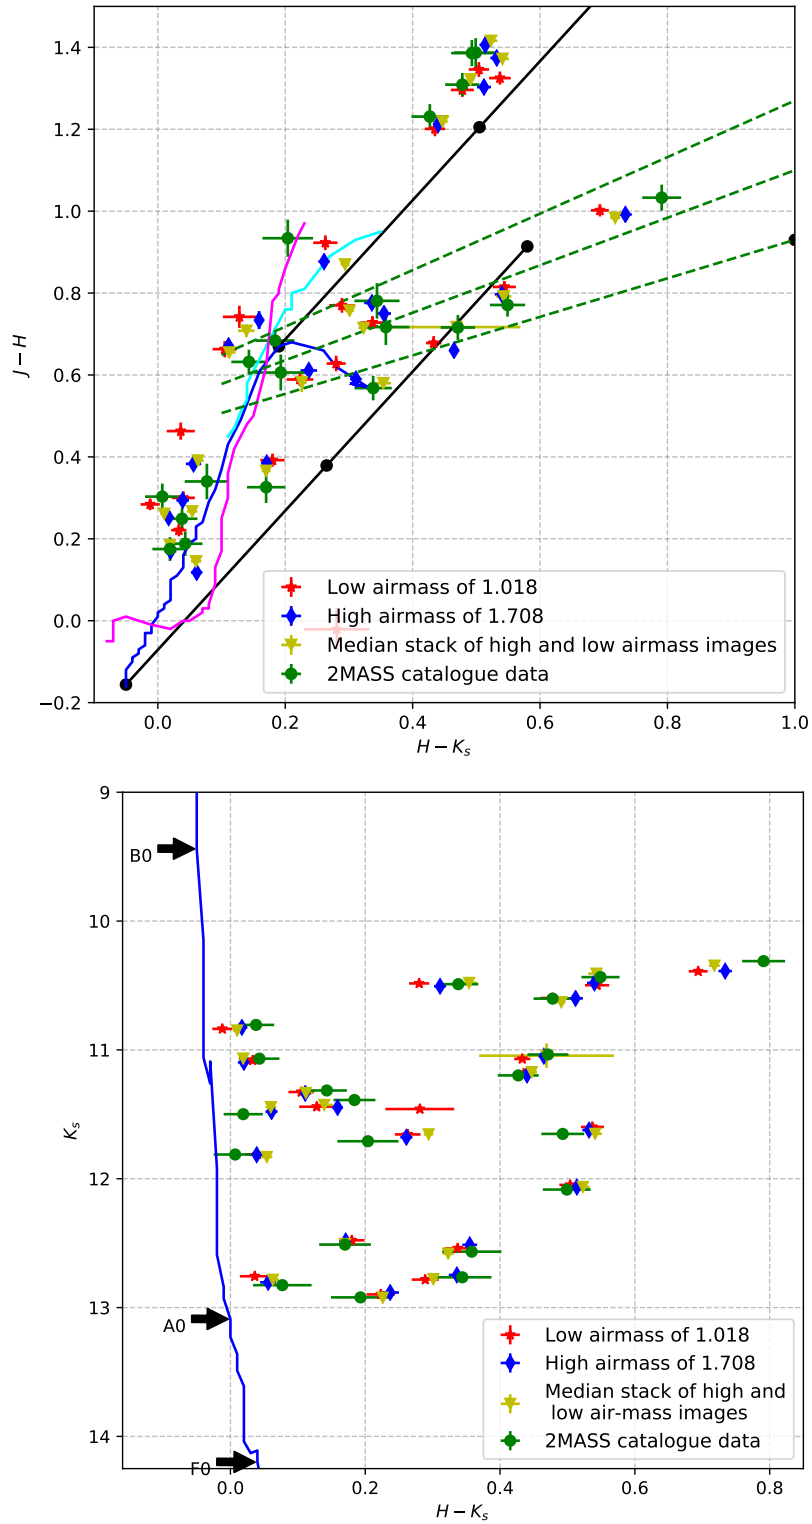 1.4
1.2
1.0
0.8
0.6
0.4
0.2
0.0
−0.2
J − H
Low airmass of 1.018
High airmass of 1.708
Median stack of high and low airmass images
2MASS catalogue data
0.0 0.2 0.4 0.6 0.8 1.0
H − Ks
9
10
11
12
13
14
Ks
B0
A0
F0
Low airmass of 1.018
High airmass of 1.708
Median stack of high and
low air-mass images
2MASS catalogue data
0.0 0.2 0.4 0.6 0.8
H − Ks